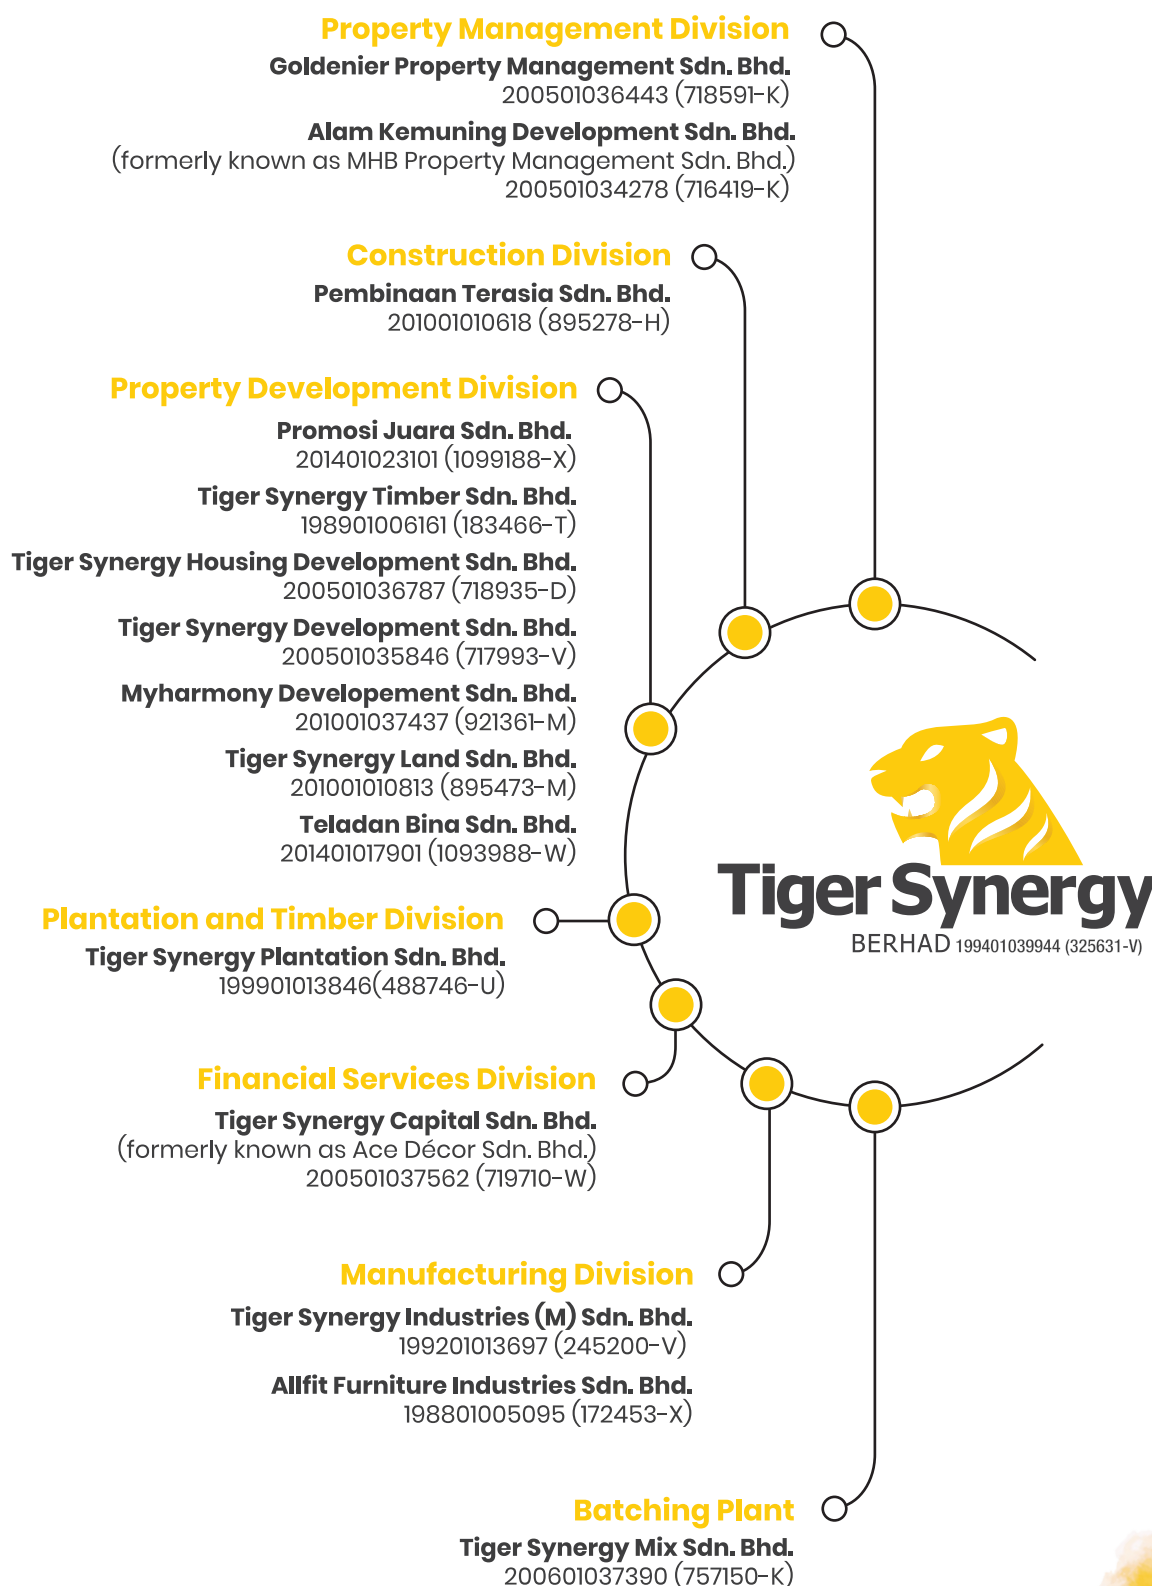 Property Management Division
Goldenier Property Management Sdn. Bhd.
200501036443 (718591-K)
Alam Kemuning Development Sdn. Bhd.
(formerly known as MHB Property Management Sdn. Bhd.)
200501034278 (716419-K)
Construction Division
Pembinaan Terasia Sdn. Bhd.
201001010618 (895278-H)
Property Development Division
Promosi Juara Sdn. Bhd.
201401023101 (1099188-X)
Tiger Synergy Timber Sdn. Bhd.
198901006161 (183466-T)
Tiger Synergy Housing Development Sdn. Bhd.
200501036787 (718935-D)
Tiger Synergy Development Sdn. Bhd.
200501035846 (717993-V)
Myharmony Developement Sdn. Bhd.
201001037437 (921361-M)
Tiger Synergy Land Sdn. Bhd.
201001010813 (895473-M)
Teladan Bina Sdn. Bhd.
201401017901 (1093988-W)
Tiger Synergy
BERHAD 199401039944 (325631-V)
Plantation and Timber Division
Tiger Synergy Plantation Sdn. Bhd.
199901013846(488746-U)
Financial Services Division
Tiger Synergy Capital Sdn. Bhd.
(formerly known as Ace Décor Sdn. Bhd.)
200501037562 (719710-W)
Manufacturing Division
Tiger Synergy Industries (M) Sdn. Bhd.
199201013697 (245200-V)
Allfit Furniture Industries Sdn. Bhd.
198801005095 (172453-X)
Batching Plant
Tiger Synergy Mix Sdn. Bhd.
200601037390 (757150-K)